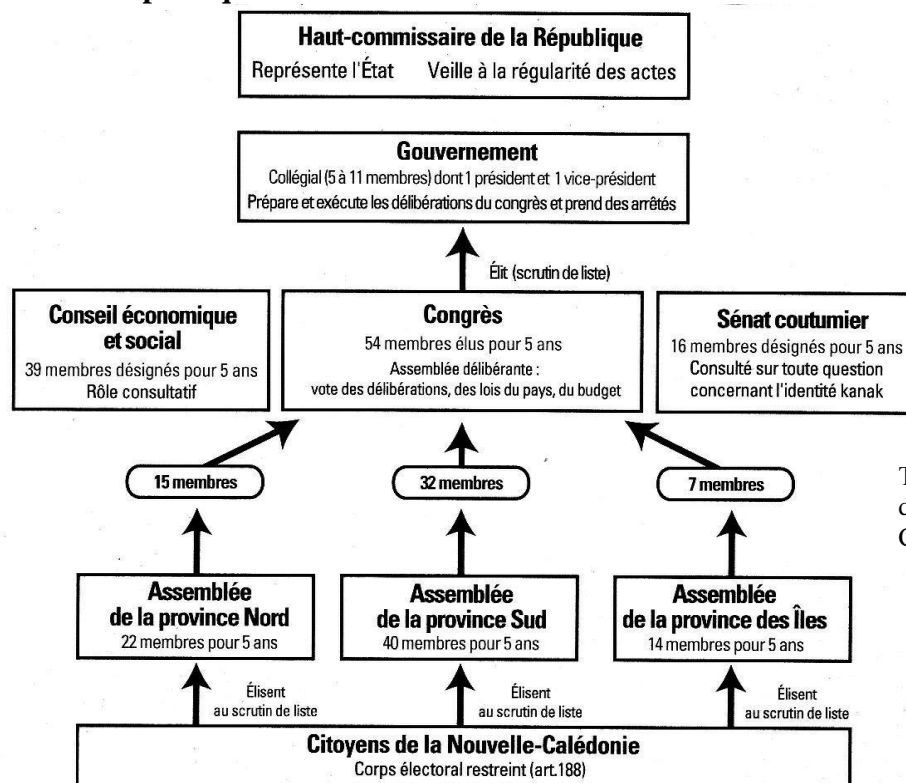 Haut-commissaire de la République
Représente l'État Veille à la régularité des actes
Gouvernement
Collégial (5 à 11 membres) dont 1 président et 1 vice-président
Prépare et exécute les délibérations du congrès et prend des arrêtés
Élit (scrutin de liste)
Conseil économique
et social
39 membres désignés pour 5 ans
Rôle consultatif
Congrès
54 membres élus pour 5 ans
Assemblée délibérante :
vote des délibérations, des lois du pays, du budget
Sénat coutumier
16 membres désignés pour 5 ans
Consulté sur toute question
concernant l'identité kanak
15 membres
32 membres
7 membres
Assemblée
de la province Nord
22 membres pour 5 ans
Assemblée
de la province Sud
40 membres pour 5 ans
Assemblée
de la province des Îles
14 membres pour 5 ans
Élisent
au scrutin de liste
Élisent
au scrutin de liste
Élisent
au scrutin de liste
Citoyens de la Nouvelle-Calédonie
Corps électoral restreint (art.188)